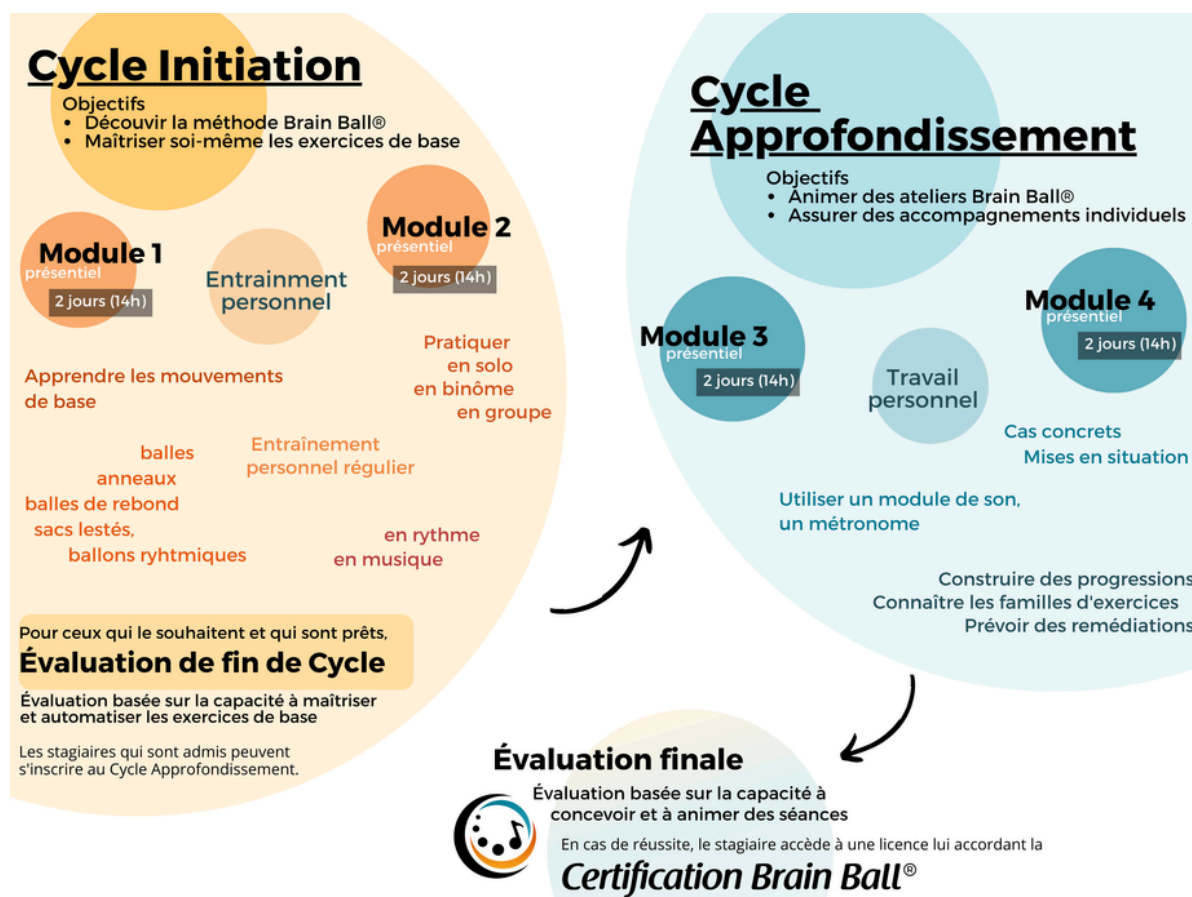 Cycle Initiation
Objectifs
• Découvir la méthode Brain Ball®
• Maîtriser soi-même les exercices de base
Module 1
présentiel
2 jours (14h)
Entrainment
personnel
Module 2
présentiel
2 jours (14h)
Apprendre les mouvements
de base
Pratiquer
en solo
en binôme
en groupe
balles
anneaux
balles de rebond
sacs lestés,
ballons ryhtmiques
Entraînement
personnel régulier
en rythme
en musique
Pour ceux qui le souhaitent et qui sont prêts,
Évaluation de fin de Cycle
Évaluation basée sur la capacité à maîtriser
et automatiser les exercices de base
Les stagiaires qui sont admis peuvent
s'inscrire au Cycle Approfondissement.
Cycle
Approfondissement
Objectifs
• Animer des ateliers Brain Ball®
• Assurer des accompagnements individuels
Module 3
présentiel
2 jours (14h)
Travail
personnel
Module 4
présentiel
2 jours (14h)
Cas concrets
Mises en situation
Utiliser un module de son,
un métronome
Construire des progressions
Connaître les familles d'exercices
Prévoir des remédiations
Évaluation finale
Évaluation basée sur la capacité à
concevoir et à animer des séances
En cas de réussite, le stagiaire accède à une licence lui accordant la
Certification Brain Ball®